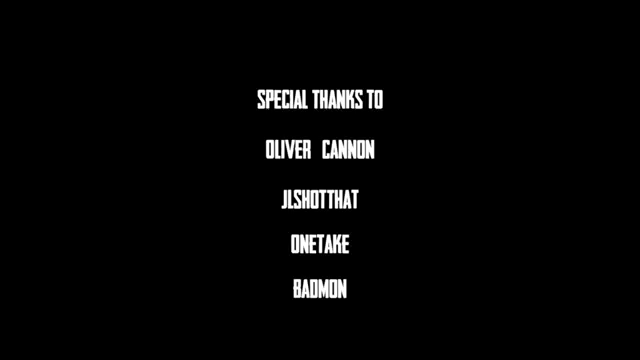 SPECIAL THANKS TO
OLIVER CANNON
JLSHOTTHAT
ONETAKE
BADMON